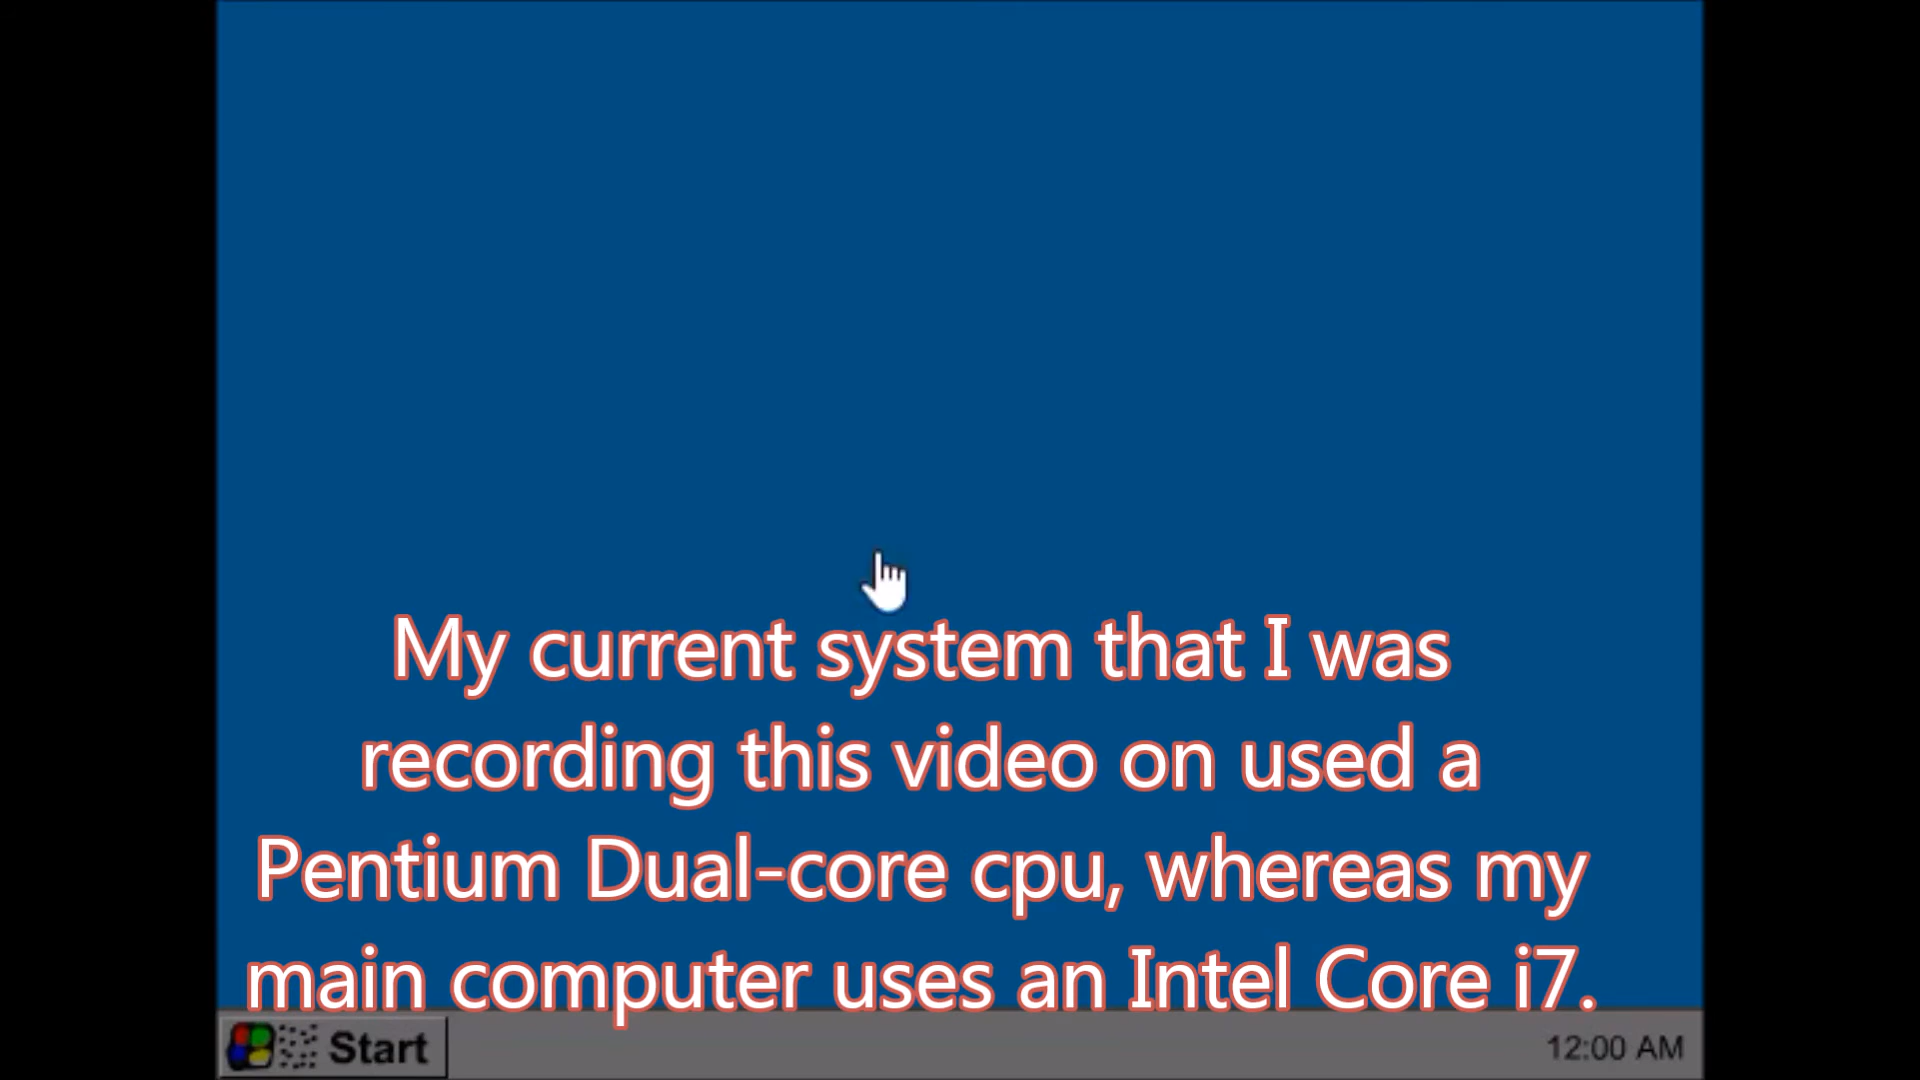 My current system that I was
recording this video on used a
Pentium Dual-core cpu, whereas my
main computer uses an Intel Core i7.
Start
12:00 AM